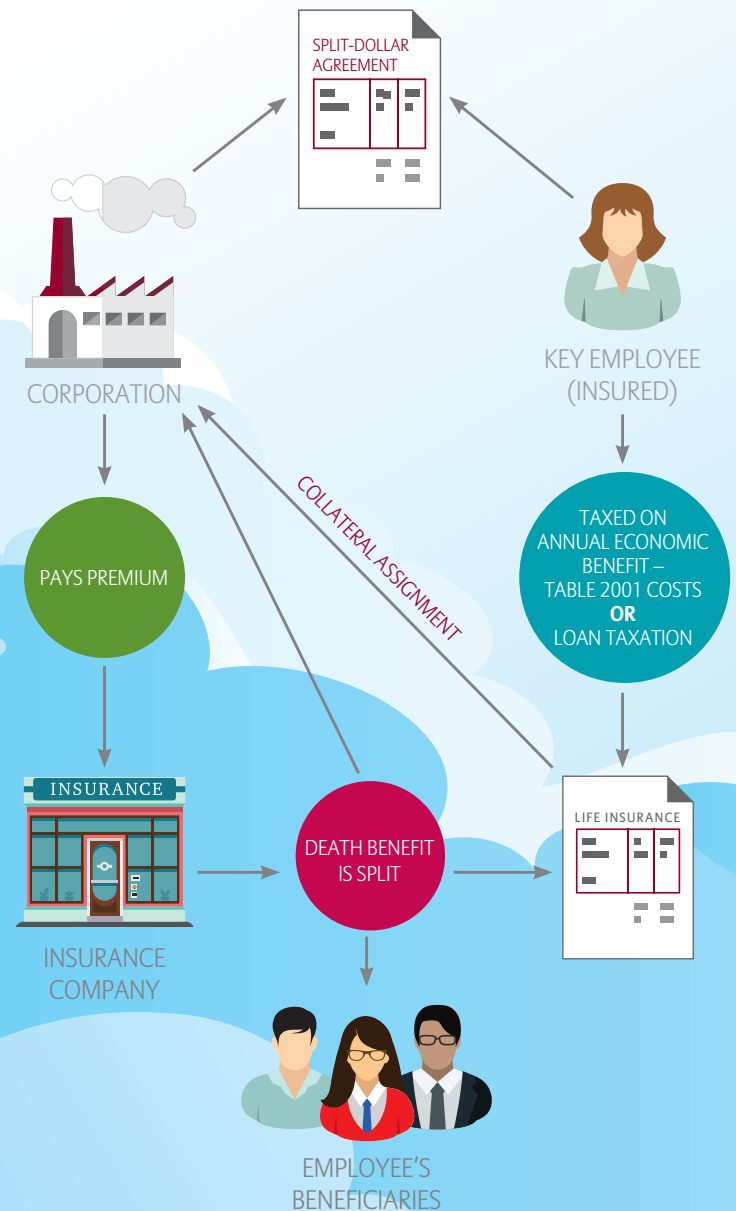 SPLIT-DOLLAR
AGREEMENT
CORPORATION
KEY EMPLOYEE
(INSURED)
COLLATERAL ASSIGNMENT
PAYS PREMIUM
TAXED ON
ANNUAL ECONOMIC
BENEFIT –
TABLE 2001 COSTS
OR
LOAN TAXATION
INSURANCE
INSURANCE
COMPANY
DEATH BENEFIT
IS SPLIT
LIFE INSURANCE
EMPLOYEE'S
BENEFICIARIES